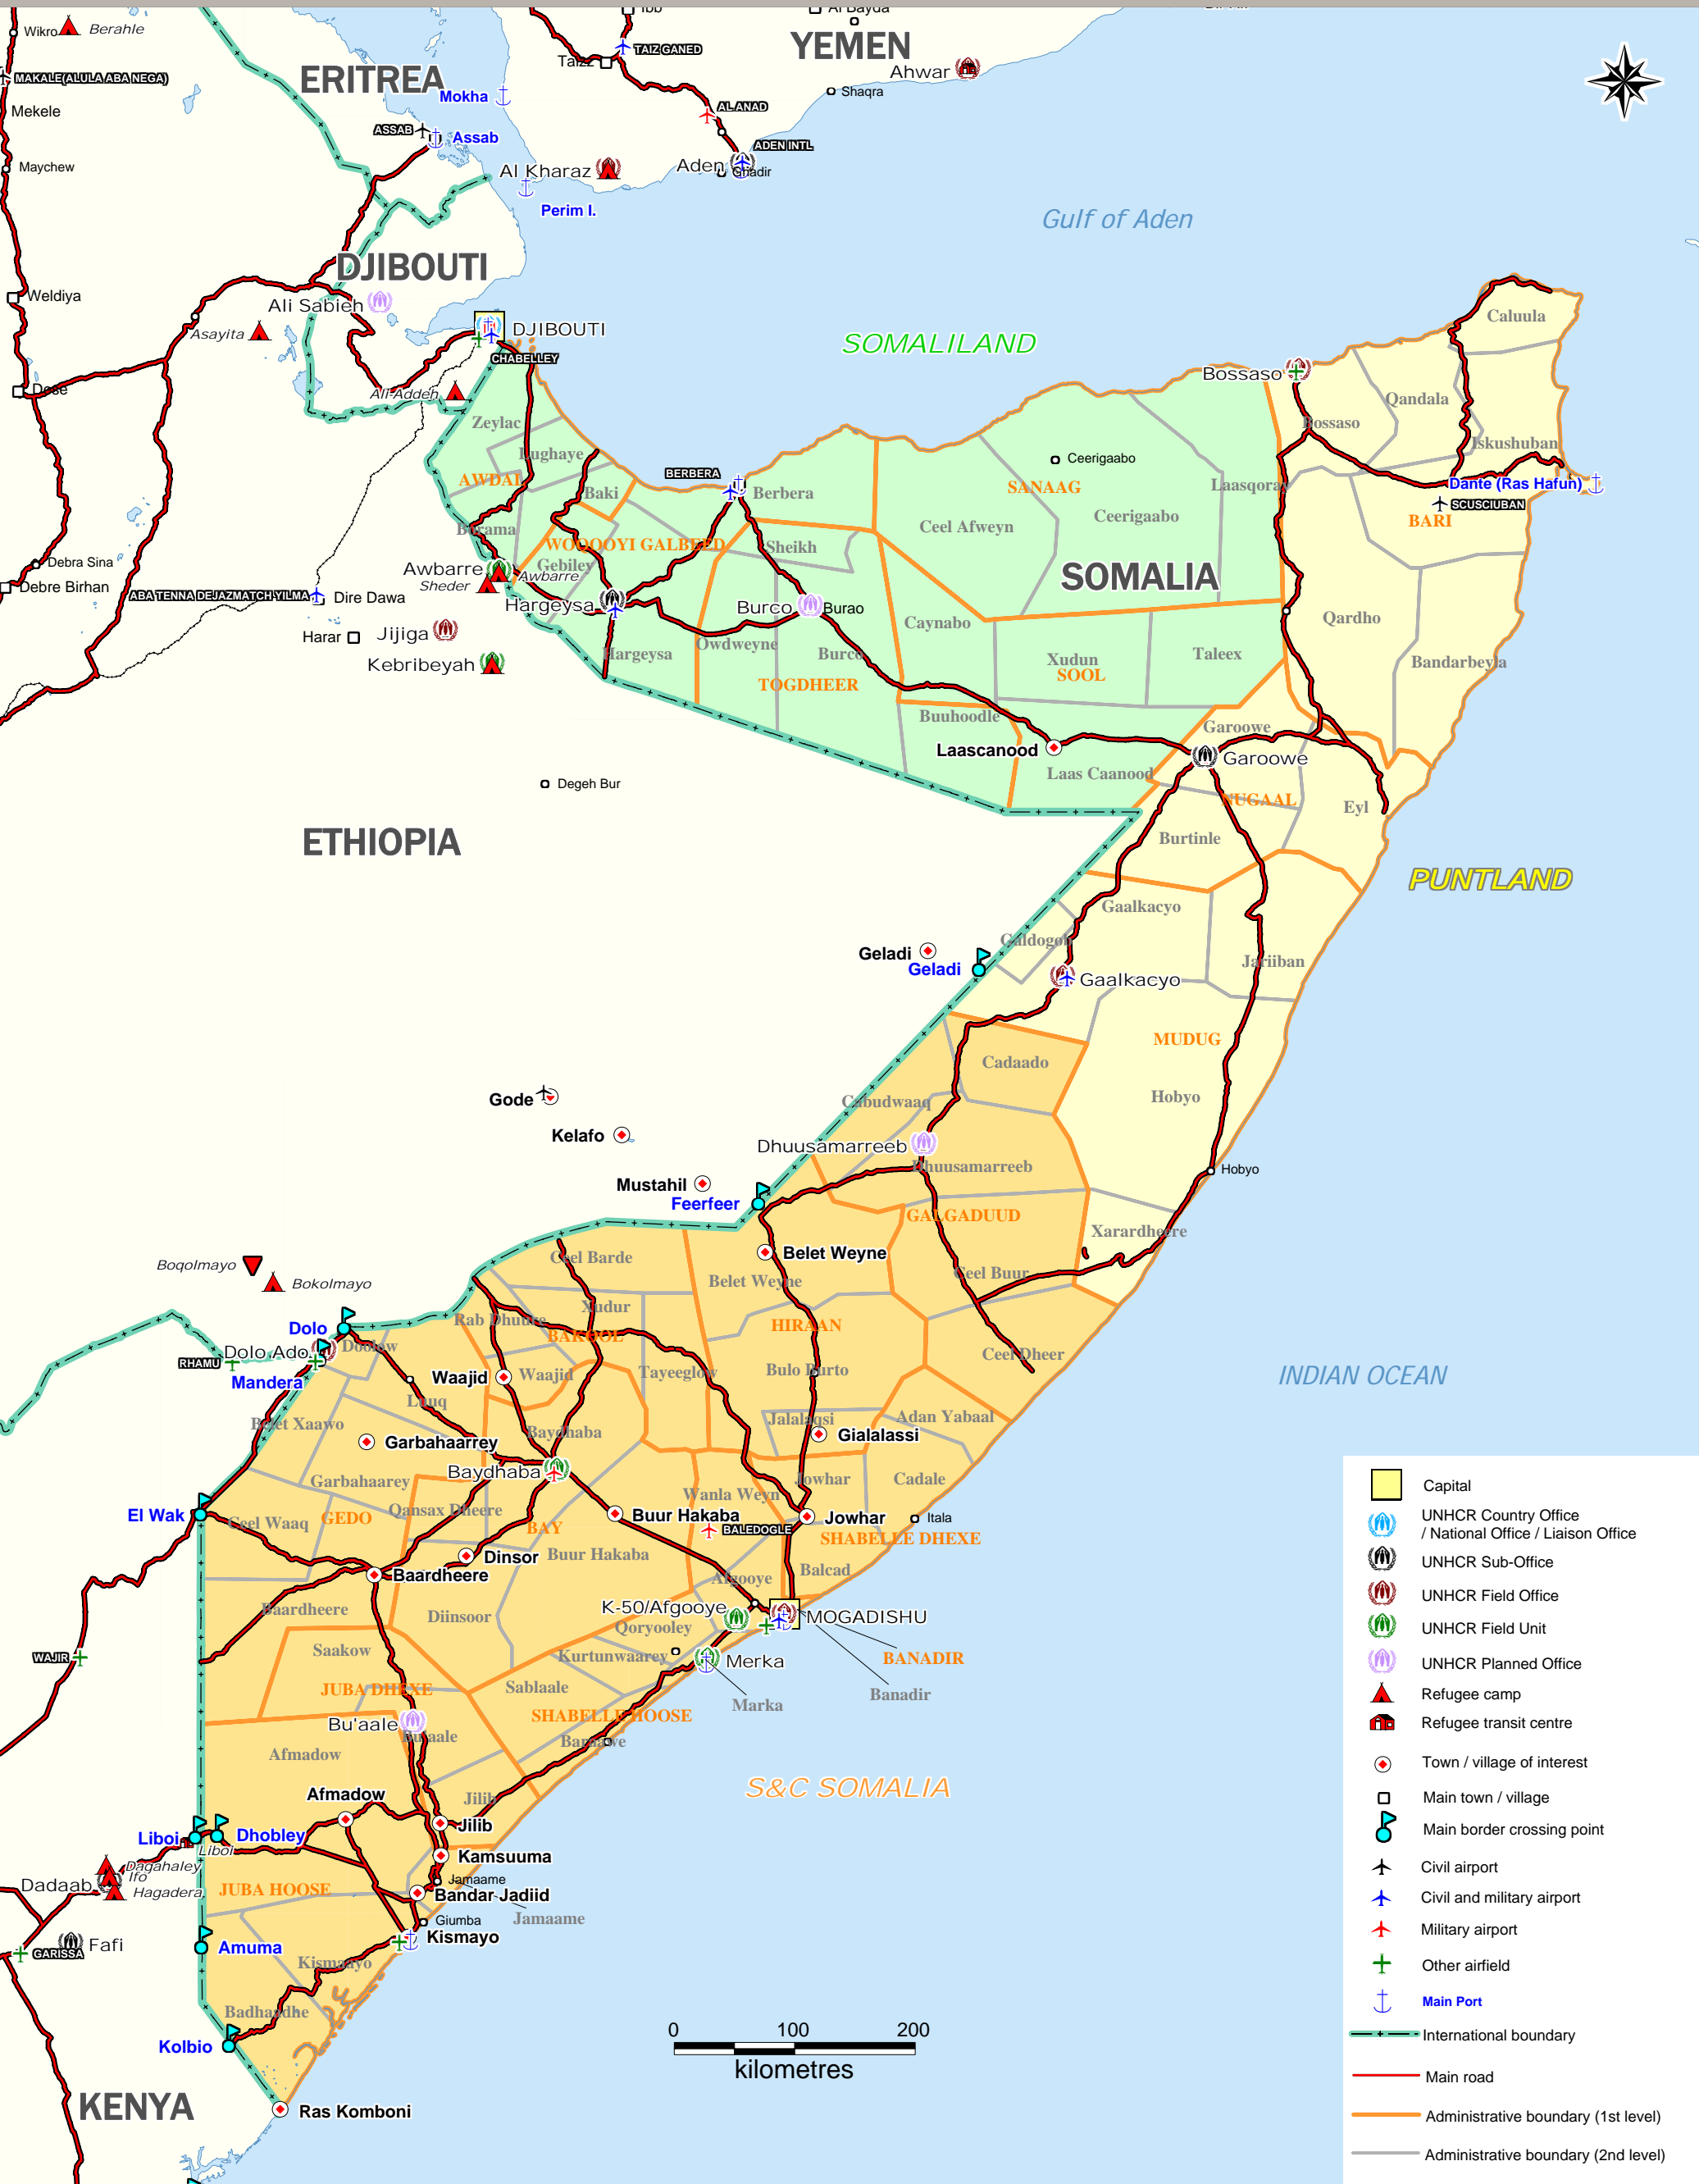 Ibb
Al Bayda
Wikro
Berahle
YEMEN
TAIZ GANED
Taizz
ERITREA
Ahwar
MAKALE(ALULA ABA NEGA)
Mokha
Shaqra
AL ANAD
Mekele
ASSAB
Assab
ADEN INTL
Maychew
Al Kharaz
Aden
Ghadir
Perim I.
Gulf of Aden
DJIBOUTI
Weldiya
Ali Sabieh
Asayita
DJIBOUTI
SOMALILAND
Caluula
CHABELLEY
Bossaso
Dese
Ali-Addeh
Qandala
Zeylac
Bossaso
Lughaye
Iskushuban
Ceerigaabo
BERBERA
AWDAL
Baki
Berbera
SANAAG
Laasqoray
Dante (Ras Hafun)
SCUSCIUBAN
Borama
Ceel Afweyn
Ceerigaabo
BARI
WOQOOYI GALBEED
Sheikh
Debra Sina
Gebiley
Awbarre
Awbarre
SOMALIA
Debre Birhan
Sheder
ABA TENNA DEJAZMATCH YILMA
Dire Dawa
Hargeysa
Burco
Burao
Harar
Jijiga
Caynabo
Qardho
Owdweyne
Hargeysa
Burco
Xudun
Taleex
Kebribeyah
Bandarbeyla
SOOL
TOGDHEER
Buuhoodle
Garoowe
Laascanood
Garoowe
Laas Caanood
Degeh Bur
NUGAAL
Eyl
ETHIOPIA
Burtinle
PUNTLAND
Gaalkacyo
Geladi
Galdogob
Geladi
Jariiban
Gaalkacyo
MUDUG
Cadaado
Gode
Cabudwaaq
Hobyo
Kelafo
Dhuusamarreeb
Dhuusamarreeb
Hobyo
Mustahil
Feerfeer
GALGADUUD
Xarardheere
Belet Weyne
Ceel Barde
Boqolmayo
Bokolmayo
Belet Weyne
Ceel Buur
Xudur
Rab Dhuure
Dolo
BAKOOL
HIRAAN
Dolo Ado
Doolow
Ceel Dheer
RHAMU
Waajid
Waajid
Tayeeglow
Bulo Burto
INDIAN OCEAN
Mandera
Luuq
Belet Xaawo
Jalalaqsi
Adan Yabaal
Baydhaba
Garbahaarrey
Gialalassi
Baydhaba
Garbahaarey
Jowhar
Cadale
Wanla Weyn
El Wak
Ceel Waaq
GEDO
Qansax Dheere
BAY
Buur Hakaba
BALEDOGLE
Jowhar
Itala
SHABELLE DHEXE
Dinsor
Buur Hakaba
Baardheere
Afgooye
Balcad
Baardheere
Diinsoor
K-50/Afgooye
MOGADISHU
Qoryooley
Saakow
Kurtunwaarey
Merka
BANADIR
WAJIR
JUBA DHEXE
Sablaale
Marka
Banadir
SHABELLE HOOSE
Bu'aale
Bu'aale
Baraawe
Afmadow
S&C SOMALIA
Afmadow
Jilib
Jilib
Liboi
Dhobley
Liboi
Kamsuuma
Dagahaley
Ifo
Dadaab
Hagadera
JUBA HOOSE
Jamaame
Bandar Jadiid
Jamaame
Giumba
Kismayo
Fafi
GARISSA
Amuma
Kismaayo
Badhaadhe
Kolbio
0 100 200
kilometres
KENYA
Ras Komboni
Capital
UNHCR Country Office
/ National Office / Liaison Office
UNHCR Sub-Office
UNHCR Field Office
UNHCR Field Unit
UNHCR Planned Office
Refugee camp
Refugee transit centre
Town / village of interest
Main town / village
Main border crossing point
Civil airport
Civil and military airport
Military airport
Other airfield
Main Port
International boundary
Main road
Administrative boundary (1st level)
Administrative boundary (2nd level)